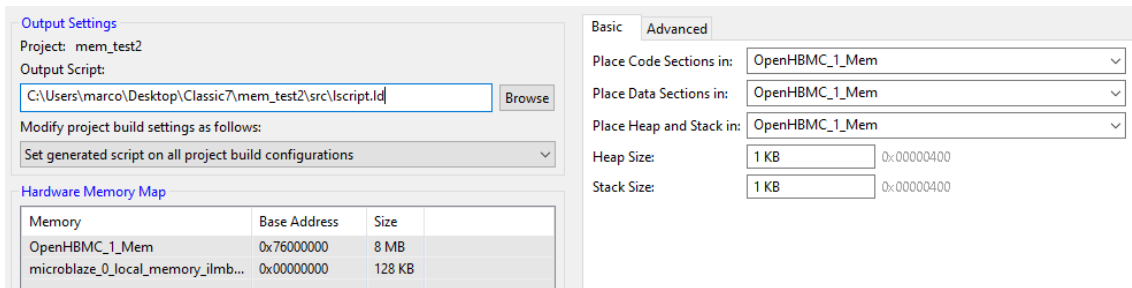 Output Settings
Project: mem_test2
Output Script:
C:\Users\marco\Desktop\Classic7\mem_test2\src\lscript.ld
Browse
Modify project build settings as follows:
Set generated script on all project build configurations
Hardware Memory Map
Memory Base Address Size
OpenHBMC_1_Mem 0x76000000 8 MB
microblaze_0_local_memory_ilmb... 0x00000000 128 KB
Basic Advanced
Place Code Sections in: OpenHBMC_1_Mem
Place Data Sections in: OpenHBMC_1_Mem
Place Heap and Stack in: OpenHBMC_1_Mem
Heap Size: 1 KB 0x00000400
Stack Size: 1 KB 0x00000400